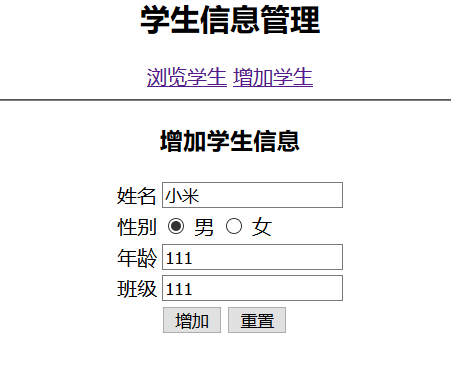 学生信息管理
浏览学生 增加学生
增加学生信息
姓名 小米
性别 男 女
年龄 111
班级 111
增加 重置